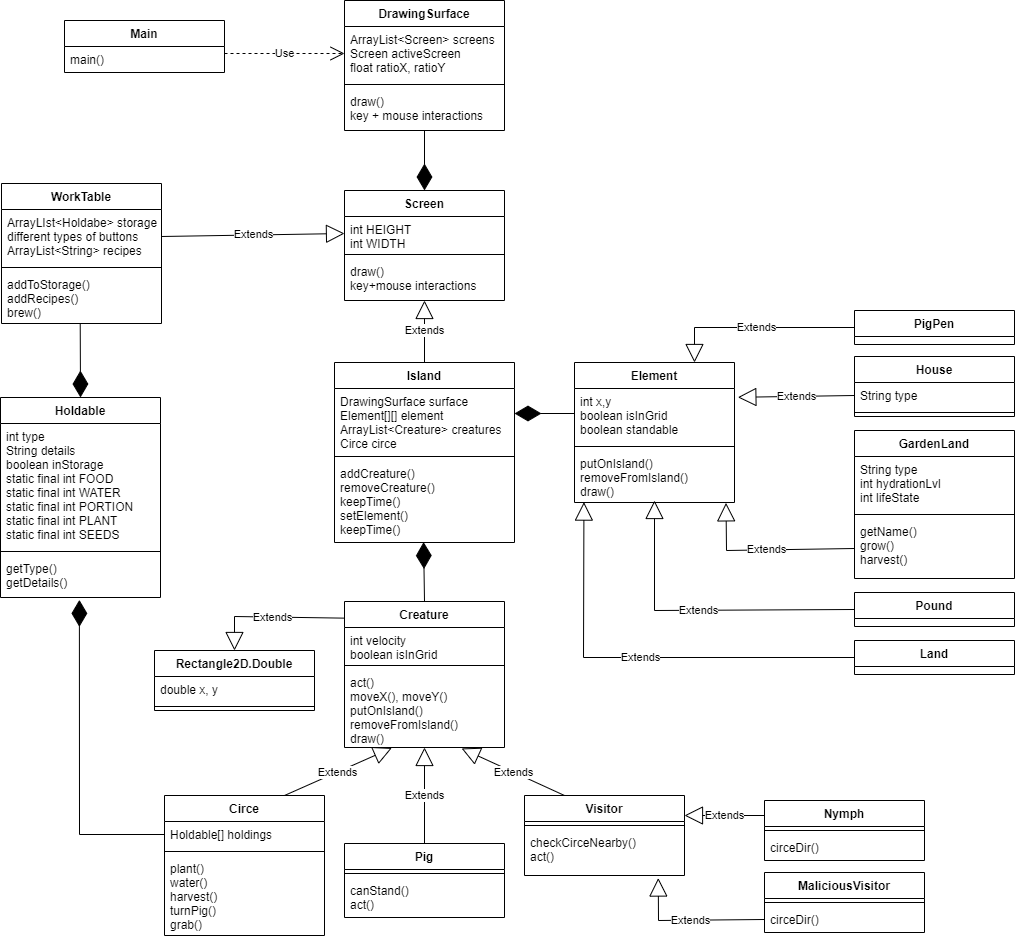 Main
main()
Use
DrawingSurface
ArrayList<Screen> screens
Screen activeScreen
float ratioX, ratioY
draw()
key + mouse interactions
WorkTable
ArrayLIst<Holdabe> storage
different types of buttons
ArrayList<String> recipes
addToStorage()
addRecipes()
brew()
Extends
Screen
int HEIGHT
int WIDTH
draw()
key+mouse interactions
Extends
Holdable
int type
String details
boolean inStorage
static final int FOOD
static final int WATER
static final int PORTION
static final int PLANT
static final int SEEDS
getType()
getDetails()
Island
DrawingSurface surface
Element[][] element
ArrayList<Creature> creatures
Circe circe
addCreature()
removeCreature()
keepTime()
setElement()
keepTime()
Element
int x,y
boolean isInGrid
boolean standable
putOnIsland()
removeFromIsland()
draw()
Extends
PigPen
Extends
House
String type
GardenLand
String type
int hydrationLvl
int lifeState
getName()
grow()
harvest()
Extends
Extends
Pound
Extends
Land
Creature
int velocity
boolean isInGrid
act()
moveX(), moveY()
putOnIsland()
removeFromIsland()
draw()
Extends
Rectangle2D.Double
double x, y
Extends
Extends
Extends
Circe
Holdable[] holdings
plant()
water()
harvest()
turnPig()
grab()
Pig
canStand()
act()
Visitor
checkCirceNearby()
act()
Extends
Nymph
circeDir()
Extends
MaliciousVisitor
circeDir()